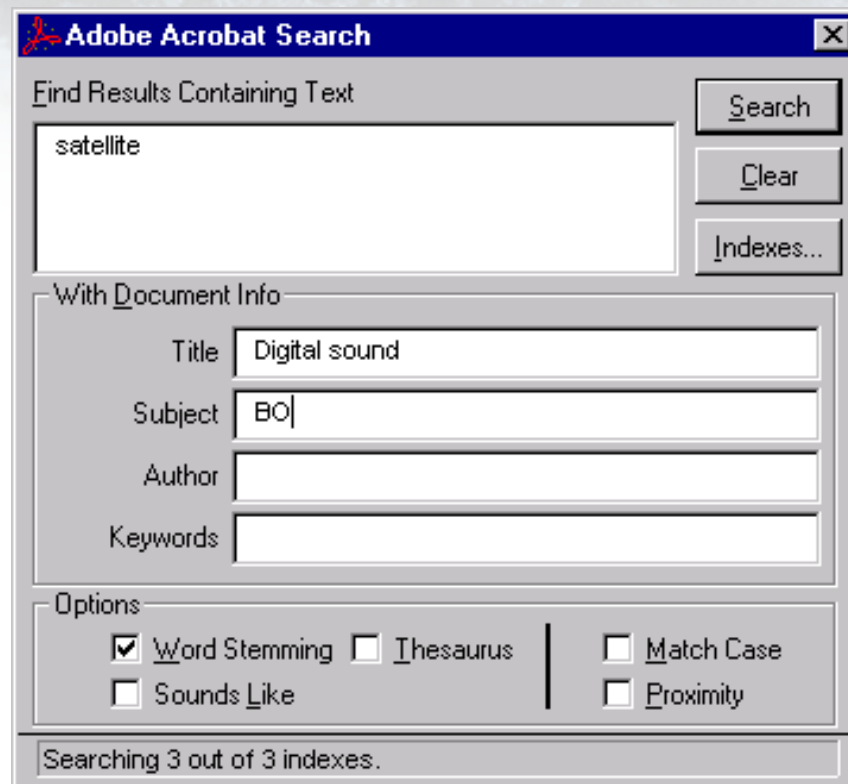 Adobe Acrobat Search
Find Results Containing Text
Search
satellite
Clear
Indexes...
With Document Info
Title Digital sound
Subject BO
Author
Keywords
Options
Word Stemming Thesaurus Match Case
Sounds Like Proximity
Searching 3 out of 3 indexes.